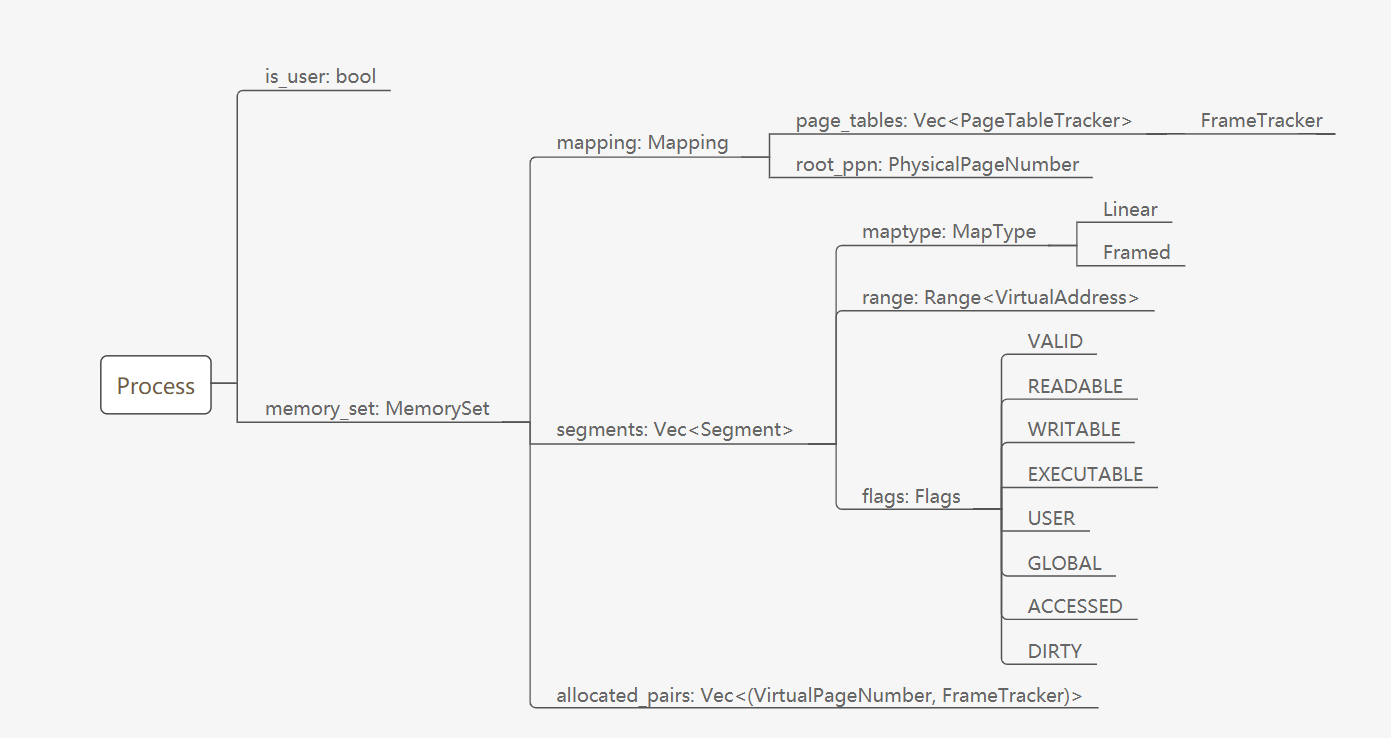 is_user: bool
page_tables: Vec<PageTableTracker>
FrameTracker
mapping: Mapping
root_ppn: PhysicalPageNumber
Linear
maptype: MapType
Framed
range: Range<VirtualAddress>
VALID
Process
READABLE
memory_set: MemorySet
segments: Vec<Segment>
WRITABLE
EXECUTABLE
flags: Flags
USER
GLOBAL
ACCESSED
DIRTY
allocated_pairs: Vec<(VirtualPageNumber, FrameTracker)>